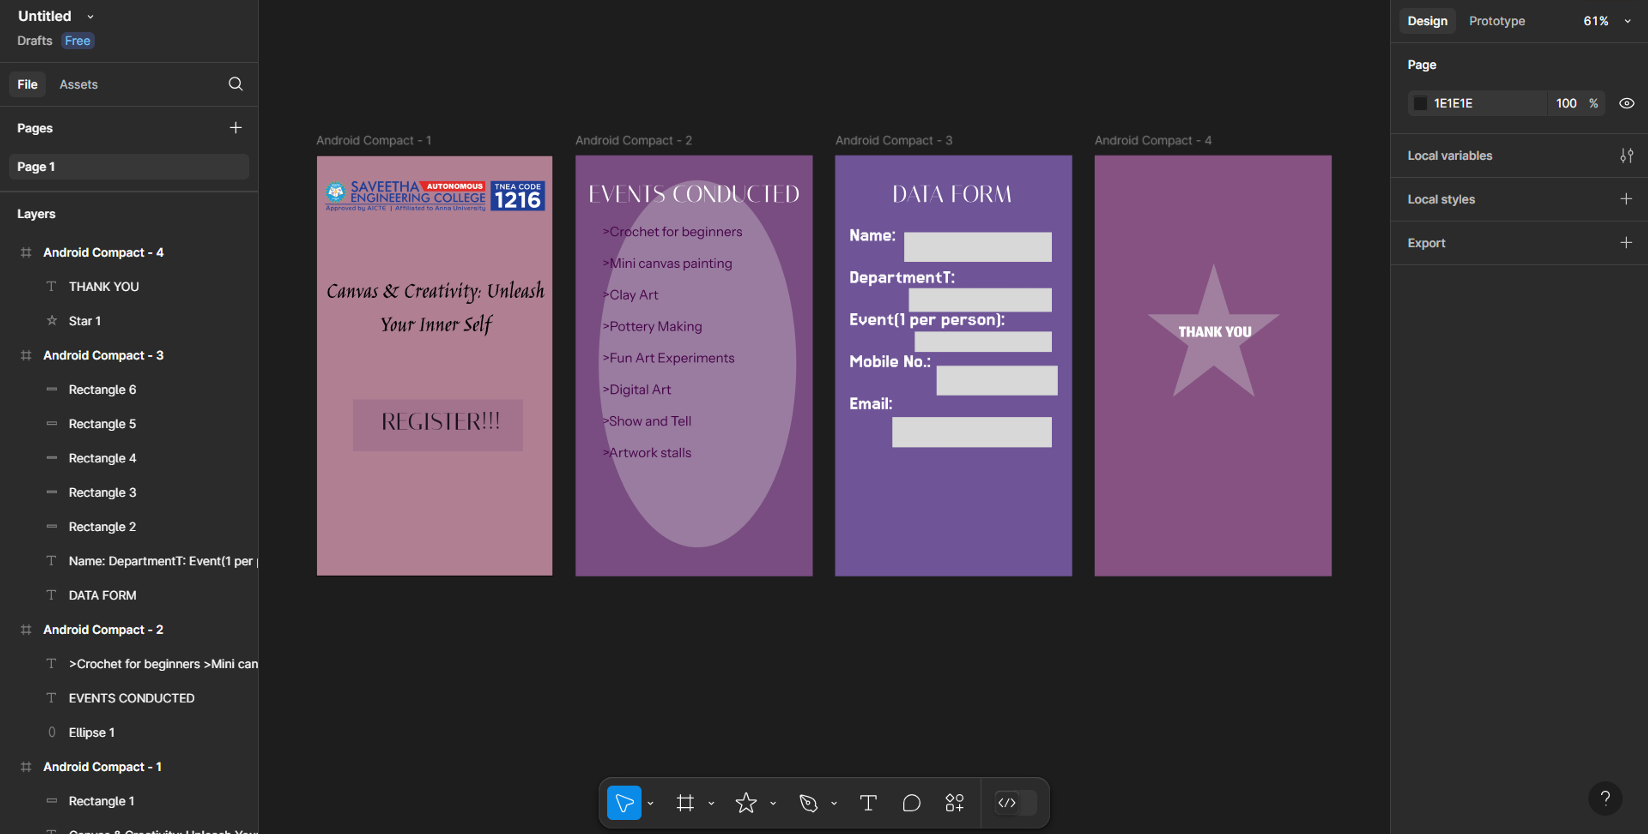 Untitled
Drafts Free
File Assets
Pages
Page 1
Layers
Android Compact - 4
THANK YOU
Star 1
Android Compact - 3
Rectangle 6
Rectangle 5
Rectangle 4
Rectangle 3
Rectangle 2
Name: DepartmentT: Event(1 per
DATA FORM
Android Compact - 2
>Crochet for beginners >Mini can
EVENTS CONDUCTED
Ellipse 1
Android Compact - 1
Rectangle 1
Canvas & Creativity: Unleash You
Android Compact - 1
SAVEETHA AUTONOMOUS
ENGINEERING COLLEGE
Approved by AICTE | Affiliated to Anna University
TNEA CODE
1216
Canvas & Creativity: Unleash
Your Inner Self
REGISTER!!!
Android Compact - 2
EVENTS CONDUCTED
>Crochet for beginners
>Mini canvas painting
>Clay Art
>Pottery Making
>Fun Art Experiments
>Digital Art
>Show and Tell
>Artwork stalls
Android Compact - 3
DATA FORM
Name:
DepartmentT:
Event(1 per person):
Mobile No.:
Email:
Android Compact - 4
THANK YOU
Design Prototype 61%
Page
1E1E1E 100 %
Local variables
Local styles
Export
?